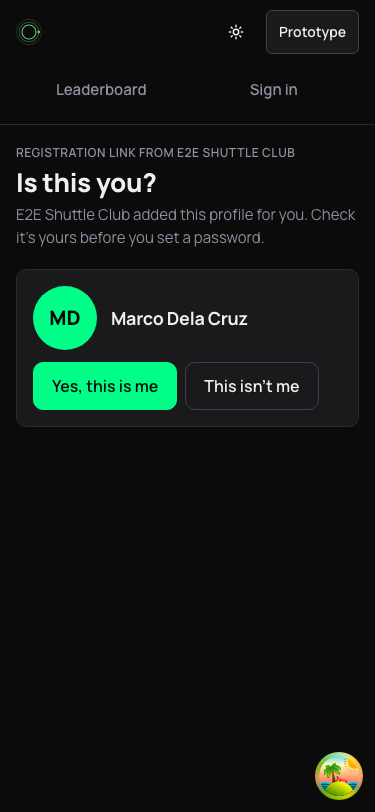 Prototype
Leaderboard
Sign in
REGISTRATION LINK FROM E2E SHUTTLE CLUB
Is this you?
E2E Shuttle Club added this profile for you. Check
it's yours before you set a password.
MD
Marco Dela Cruz
Yes, this is me
This isn't me